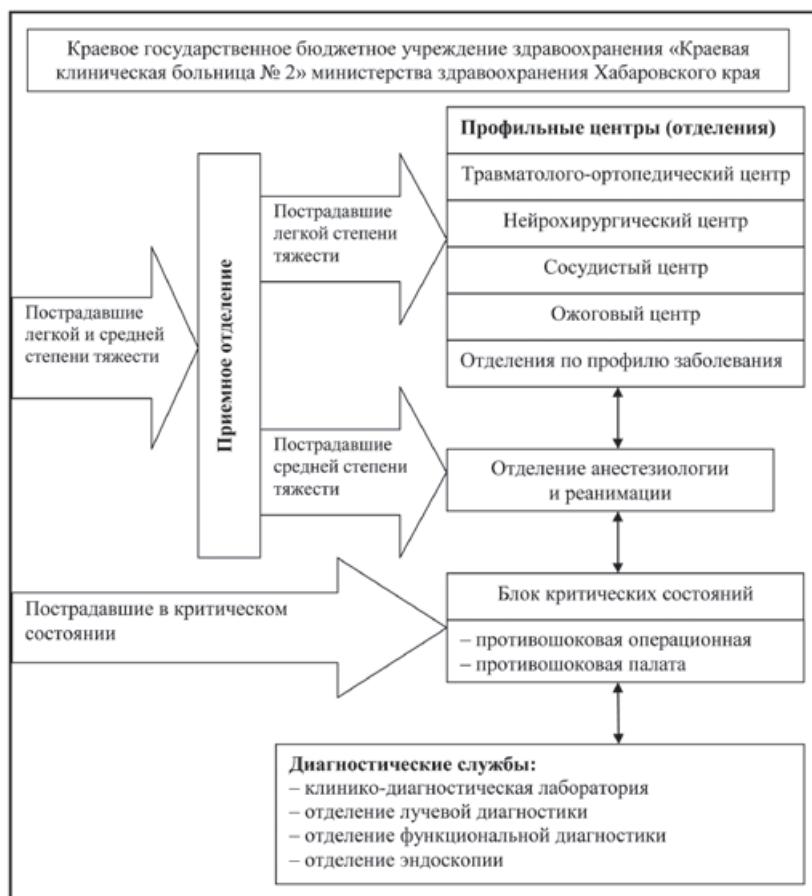 Краевое государственное бюджетное учреждение здравоохранения «Краевая
клиническая больница № 2» министерства здравоохранения Хабаровского края
Пострадавшие
легкой и средней
степени тяжести
Приемное отделение
Пострадавшие
легкой степени
тяжести
Профильные центры (отделения)
Травматолого-ортопедический центр
Нейрохирургический центр
Сосудистый центр
Ожоговый центр
Отделения по профилю заболевания
Пострадавшие
средней степени
тяжести
Отделение анестезиологии
и реанимации
Пострадавшие в критическом
состоянии
Блок критических состояний
– противошоковая операционная
– противошоковая палата
Диагностические службы:
– клинико-диагностическая лаборатория
– отделение лучевой диагностики
– отделение функциональной диагностики
– отделение эндоскопии